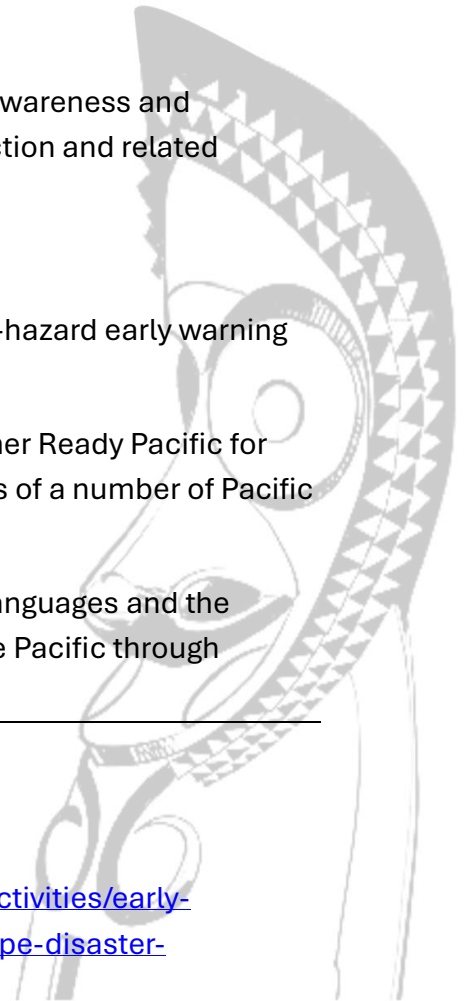 wareness and
ction and related
-hazard early warning
her Ready Pacific for
s of a number of Pacific
anguages and the
e Pacific through
ctivities/early-
pe-disaster-